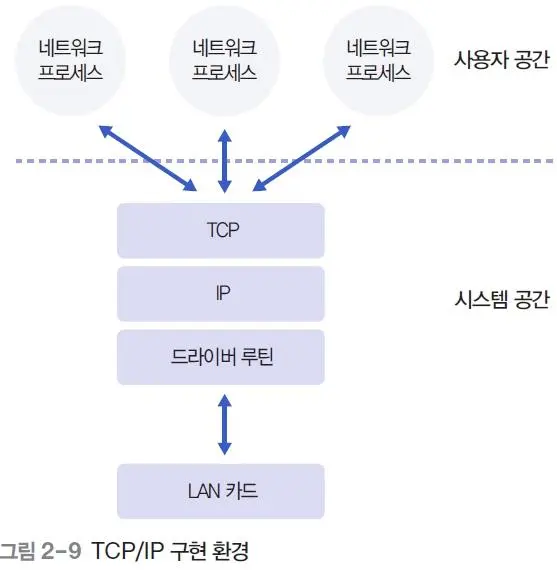 네트워크
프로세스
네트워크
프로세스
네트워크
프로세스
사용자 공간
TCP
IP
시스템 공간
드라이버 루틴
LAN 카드
그림 2-9 TCP/IP 구현 환경